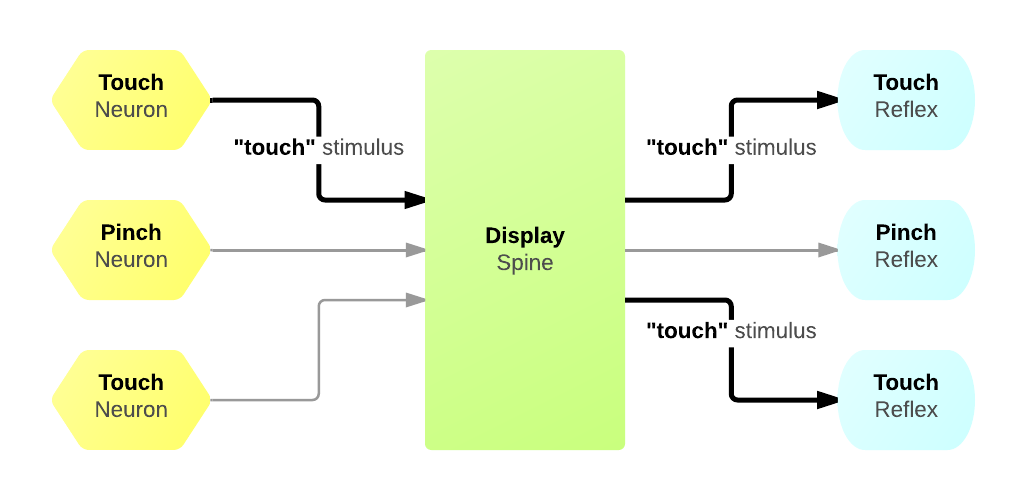 Touch
Neuron
"touch" stimulus
Pinch
Neuron
Touch
Neuron
Display
Spine
"touch" stimulus
"touch" stimulus
Touch
Reflex
Pinch
Reflex
Touch
Reflex